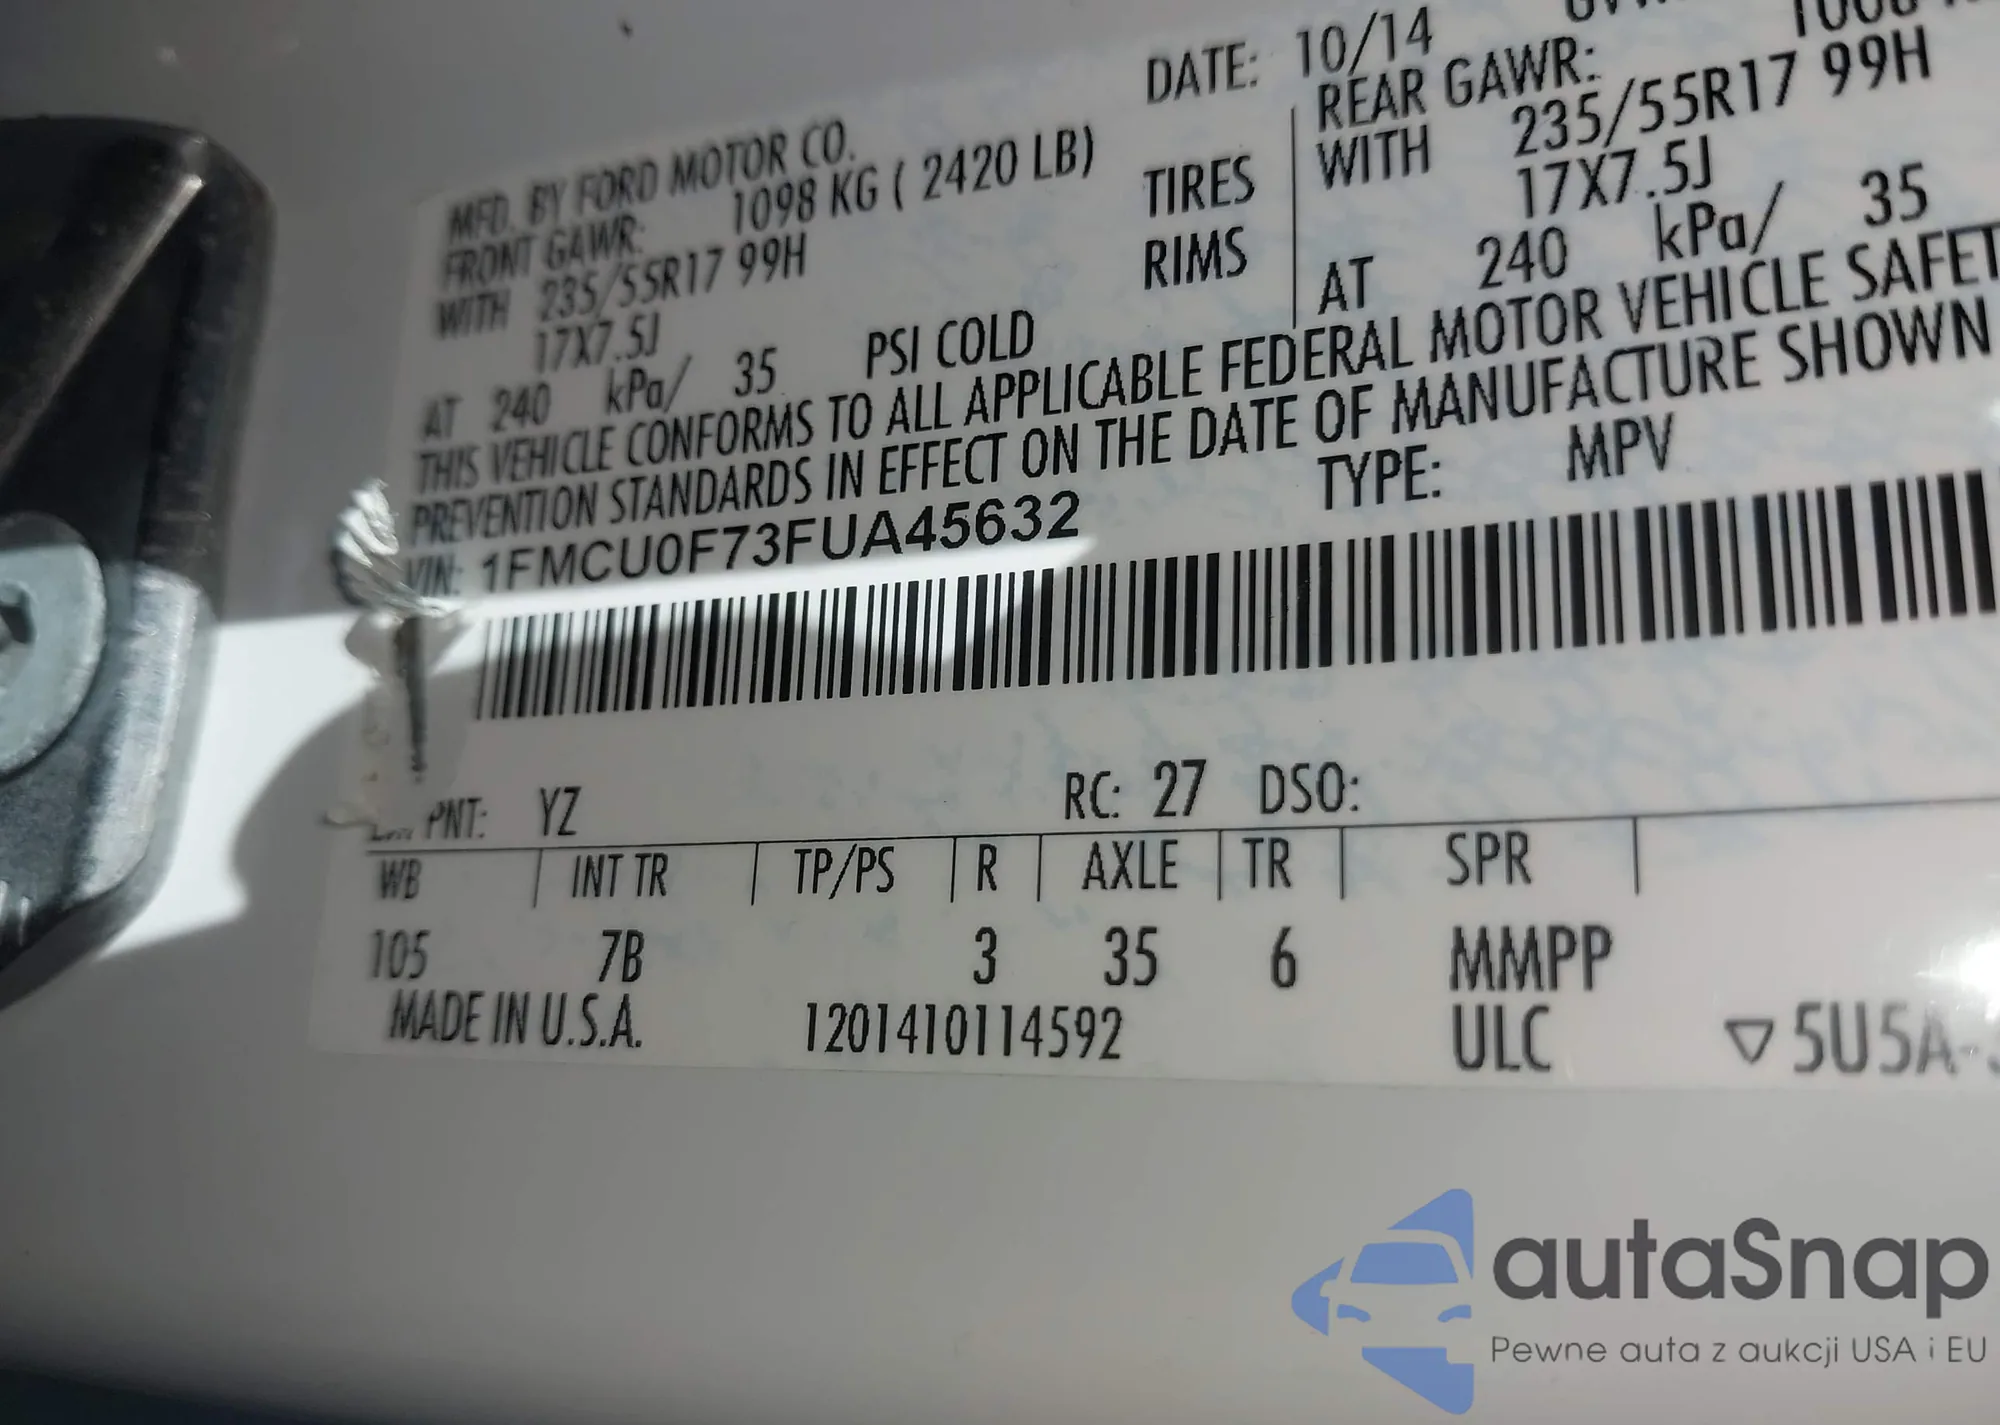 DATE: 10/14
MFD. BY FORD MOTOR CO.
FRONT GAWR: 1098 KG ( 2420 LB) REAR GAWR:
WITH 235/55R17 99H TIRES WITH 235/55R17 99H
17X7.5J RIMS 17X7.5J
AT 240 kPa/ 35 PSI COLD AT 240 kPa/ 35
THIS VEHICLE CONFORMS TO ALL APPLICABLE FEDERAL MOTOR VEHICLE SAFET
PREVENTION STANDARDS IN EFFECT ON THE DATE OF MANUFACTURE SHOWN
VIN: 1FMCU0F73FUA45632 TYPE: MPV
PNT: YZ RC: 27 DSO:
WB INT TR TP/PS R AXLE TR SPR
105 7B 3 35 6 MMPP
MADE IN U.S.A. 1201410114592 ULC ▽5U5A-
autaSnap
Pewne auta z aukcji USA i EU